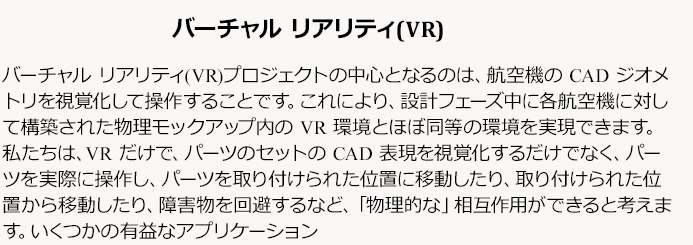 バーチャル リアリティ(VR)
バーチャル リアリティ(VR)プロジェクトの中心となるのは、航空機の CAD ジオメ
トリを視覚化して操作することです。これにより、設計フェーズ中に各航空機に対し
て構築された物理モックアップ内の VR 環境とほぼ同等の環境を実現できます。
私たちは、VR だけで、パーツのセットの CAD 表現を視覚化するだけでなく、パー
ツを実際に操作し、パーツを取り付けられた位置に移動したり、取り付けられた位
置から移動したり、障害物を回避するなど、「物理的な」相互作用ができると考えま
す。いくつかの有益なアプリケーション